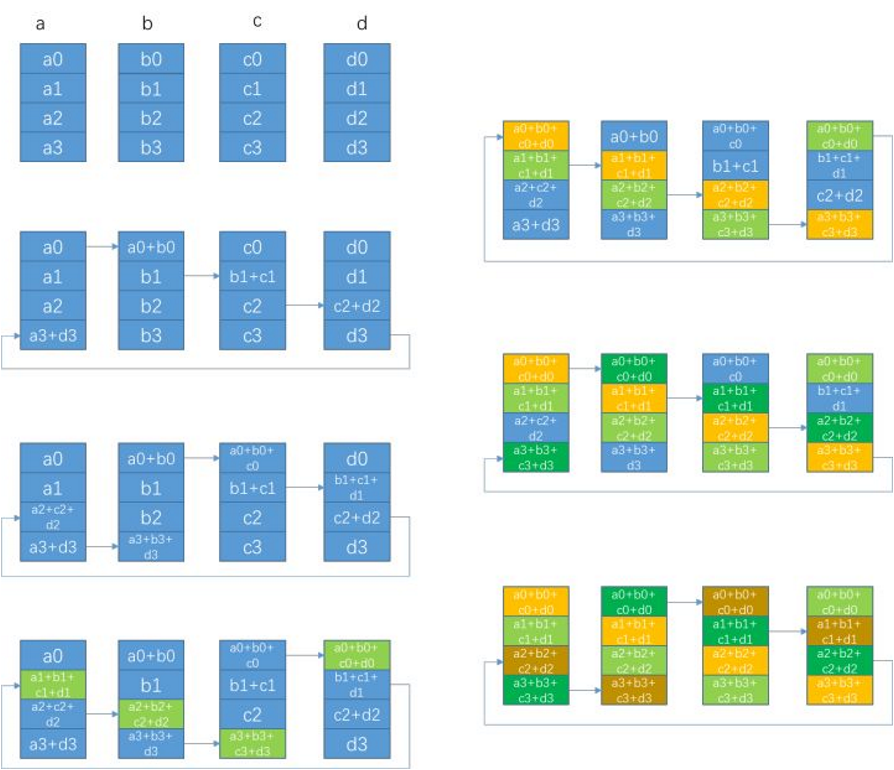 a b c d
a0 b0 c0 d0
a1 b1 c1 d1
a2 b2 c2 d2
a3 b3 c3 d3
a0 a0+b0 c0 d0
a1 b1 b1+c1 d1
a2 b2 c2 c2+d2
a3+d3 b3 c3 d3
a0 a0+b0 a0+b0+ c0 d0
a1 b1 b1+c1 b1+c1+ d1
a2+c2+ d2 b2 c2 c2+d2
a3+d3 a3+b3+ d3 c3 d3
a0 a0+b0 a0+b0+ c0 a0+b0+ c0+d0
a1+b1+ c1+d1 b1 b1+c1 b1+c1+ d1
a2+c2+ d2 a2+b2+ c2+d2 c2 c2+d2
a3+d3 a3+b3+ d3 a3+b3+ c3+d3 d3
a0+b0+ c0+d0 a0+b0 a0+b0+ c0 a0+b0+ c0+d0
a1+b1+ c1+d1 a1+b1+ c1+d1 b1+c1 b1+c1+ d1
a2+c2+ d2 a2+b2+ c2+d2 a2+b2+ c2+d2 c2+d2
a3+d3 a3+b3+ d3 a3+b3+ c3+d3 a3+b3+ c3+d3
a0+b0+ c0+d0 a0+b0+ c0+d0 a0+b0+ c0 a0+b0+ c0+d0
a1+b1+ c1+d1 a1+b1+ c1+d1 a1+b1+ c1+d1 b1+c1+ d1
a2+c2+ d2 a2+b2+ c2+d2 a2+b2+ c2+d2 a2+b2+ c2+d2
a3+b3+ c3+d3 a3+b3+ d3 a3+b3+ c3+d3 a3+b3+ c3+d3
a0+b0+ c0+d0 a0+b0+ c0+d0 a0+b0+ c0+d0 a0+b0+ c0+d0
a1+b1+ c1+d1 a1+b1+ c1+d1 a1+b1+ c1+d1 a1+b1+ c1+d1
a2+b2+ c2+d2 a2+b2+ c2+d2 a2+b2+ c2+d2 a2+b2+ c2+d2
a3+b3+ c3+d3 a3+b3+ c3+d3 a3+b3+ c3+d3 a3+b3+ c3+d3